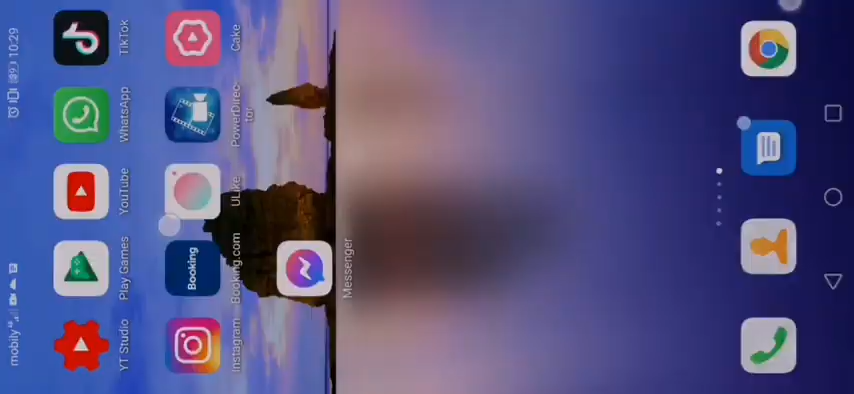 mobily 10:29
YT Studio Play Games YouTube WhatsApp TikTok
Booking
Instagram Booking.com ULike PowerDirec Cake
tor
Messenger